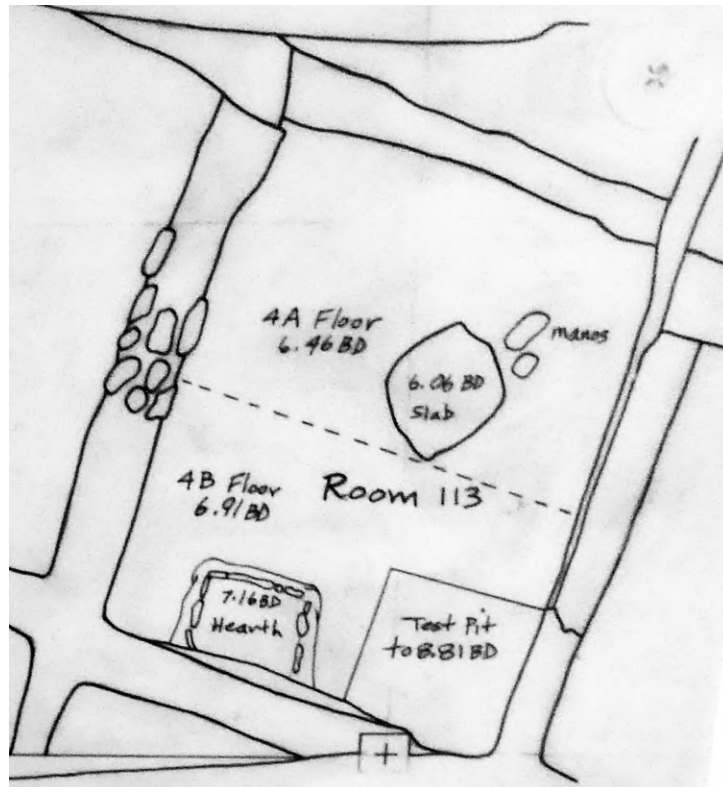 4A Floor
6.46 BD
manos
6.06 BD
Slab
4B Floor
6.91 BD
Room 113
7.16 BD
Hearth
Test Pit
to 8.81 BD